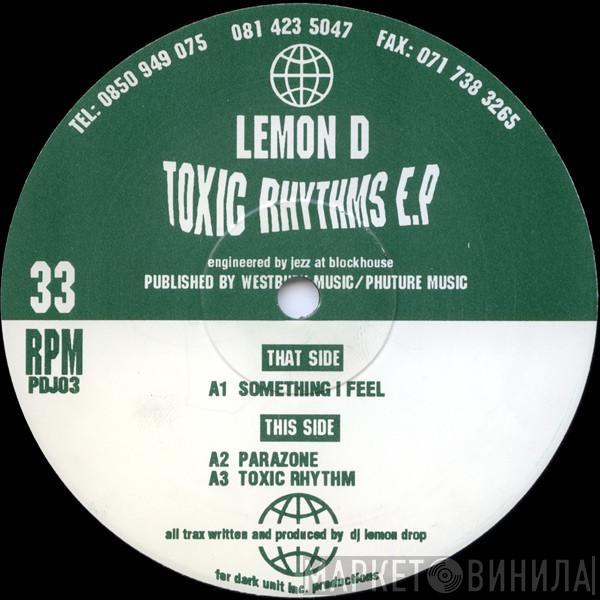 TEL: 0850 949 075 081 423 5047 FAX: 071 738 3265
LEMON D
TOXIC RHYTHMS E.P
engineered by jezz at blockhouse
PUBLISHED BY WESTBURY MUSIC/PHUTURE MUSIC
33
RPM
PDJ03
THAT SIDE
A1 SOMETHING I FEEL
THIS SIDE
A2 PARAZONE
A3 TOXIC RHYTHM
all trax written and produced by dj lemon drop
for dark unit inc. productions
МАРКЕТ ВИНИЛА